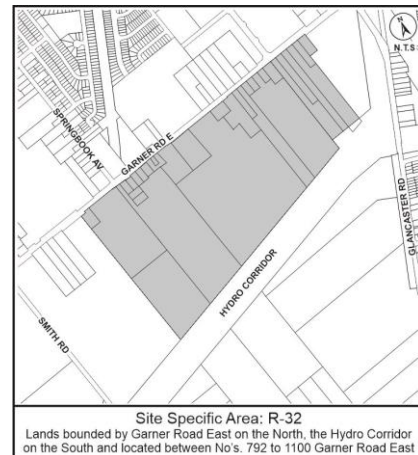 N
N.T.S
SPRINGBOOK AV
GARNER RD E
GLANCASTER RD
HYDRO CORRIDOR
SMITH RD
Site Specific Area: R-32
Lands bounded by Garner Road East on the North, the Hydro Corridor
on the South and located between No's. 792 to 1100 Garner Road East